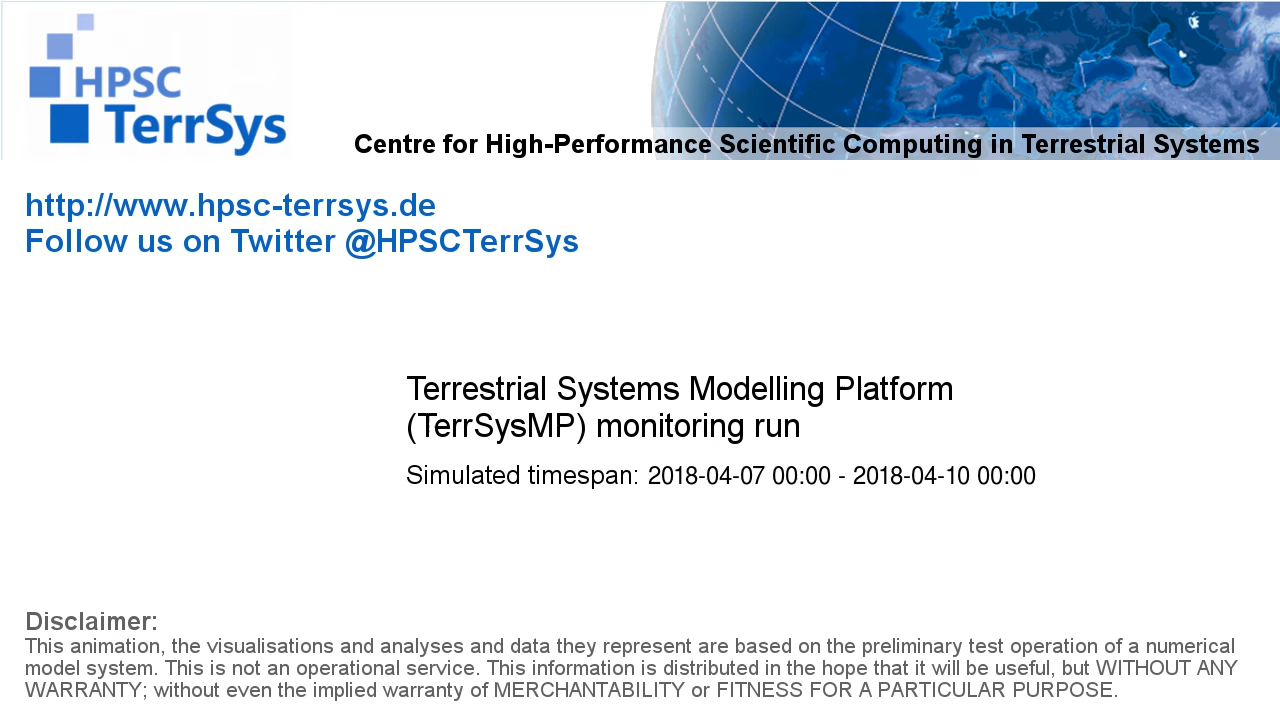 HPSC
TerrSys
Centre for High-Performance Scientific Computing in Terrestrial Systems
http://www.hpsc-terrsys.de
Follow us on Twitter @HPSCTerrSys
Terrestrial Systems Modelling Platform
(TerrSysMP) monitoring run
Simulated timespan: 2018-04-07 00:00 - 2018-04-10 00:00
Disclaimer:
This animation, the visualisations and analyses and data they represent are based on the preliminary test operation of a numerical
model system. This is not an operational service. This information is distributed in the hope that it will be useful, but WITHOUT ANY
WARRANTY; without even the implied warranty of MERCHANTABILITY or FITNESS FOR A PARTICULAR PURPOSE.